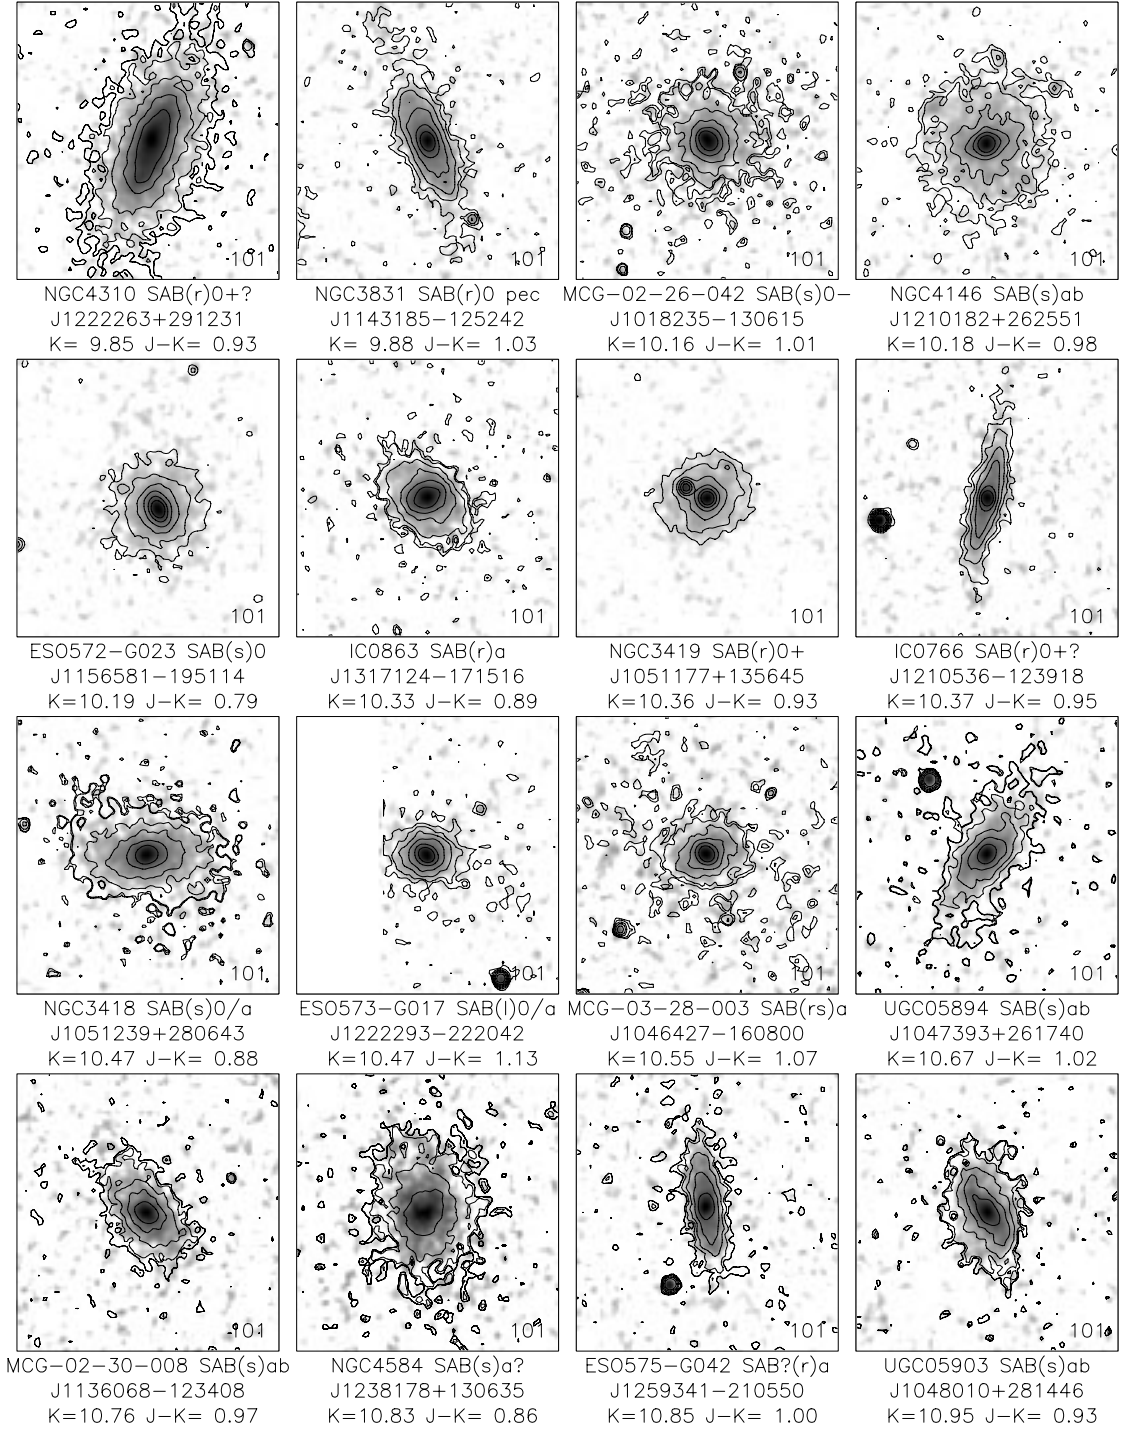 101 101 101 101
NGC4310 SAB(r)0+? NGC3831 SAB(r)0 pec MCG-02-26-042 SAB(s)0- NGC4146 SAB(s)ab
J1222263+291231 J1143185-125242 J1018235-130615 J1210182+262551
K= 9.85 J-K= 0.93 K= 9.88 J-K= 1.03 K=10.16 J-K= 1.01 K=10.18 J-K= 0.98
101 101 101 101
ESO572-G023 SAB(s)0 IC0863 SAB(r)a NGC3419 SAB(r)0+ IC0766 SAB(r)0+?
J1156581-195114 J1317124-171516 J1051177+135645 J1210536-123918
K=10.19 J-K= 0.79 K=10.33 J-K= 0.89 K=10.36 J-K= 0.93 K=10.37 J-K= 0.95
101 101 101 101
NGC3418 SAB(s)0/a ESO573-G017 SAB(l)0/a MCG-03-28-003 SAB(rs)a UGC05894 SAB(s)ab
J1051239+280643 J1222293-222042 J1046427-160800 J1047393+261740
K=10.47 J-K= 0.88 K=10.47 J-K= 1.13 K=10.55 J-K= 1.07 K=10.67 J-K= 1.02
101 101 101 101
MCG-02-30-008 SAB(s)ab NGC4584 SAB(s)a? ESO575-G042 SAB?(r)a UGC05903 SAB(s)ab
J1136068-123408 J1238178+130635 J1259341-210550 J1048010+281446
K=10.76 J-K= 0.97 K=10.83 J-K= 0.86 K=10.85 J-K= 1.00 K=10.95 J-K= 0.93